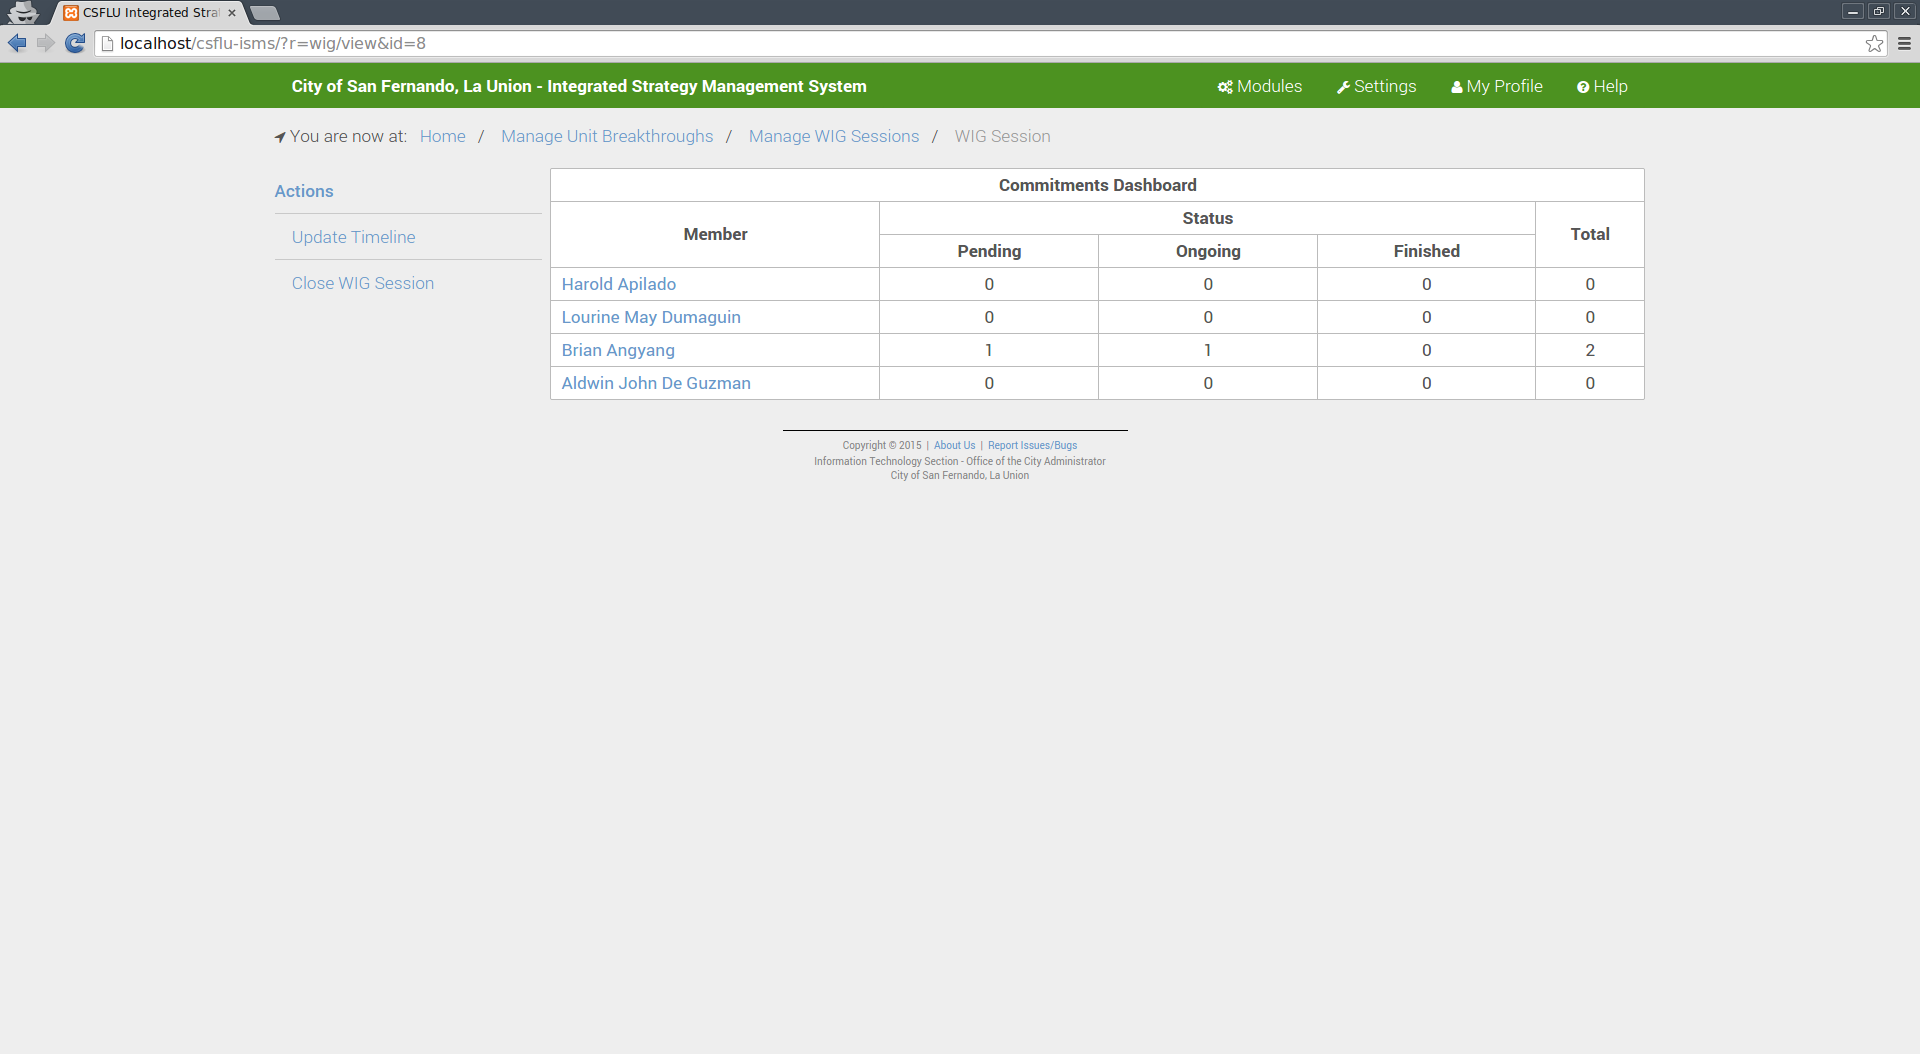 CSFLU Integrated Stra
localhost/csflu-isms/?r=wig/view&id=8
City of San Fernando, La Union - Integrated Strategy Management System
Modules Settings My Profile Help
You are now at: Home / Manage Unit Breakthroughs / Manage WIG Sessions / WIG Session
Actions
Update Timeline
Close WIG Session
Commitments Dashboard
Member Status Total
Pending Ongoing Finished
Harold Apilado 0 0 0 0
Lourine May Dumaguin 0 0 0 0
Brian Angyang 1 1 0 2
Aldwin John De Guzman 0 0 0 0
Copyright © 2015 | About Us | Report Issues/Bugs
Information Technology Section - Office of the City Administrator
City of San Fernando, La Union